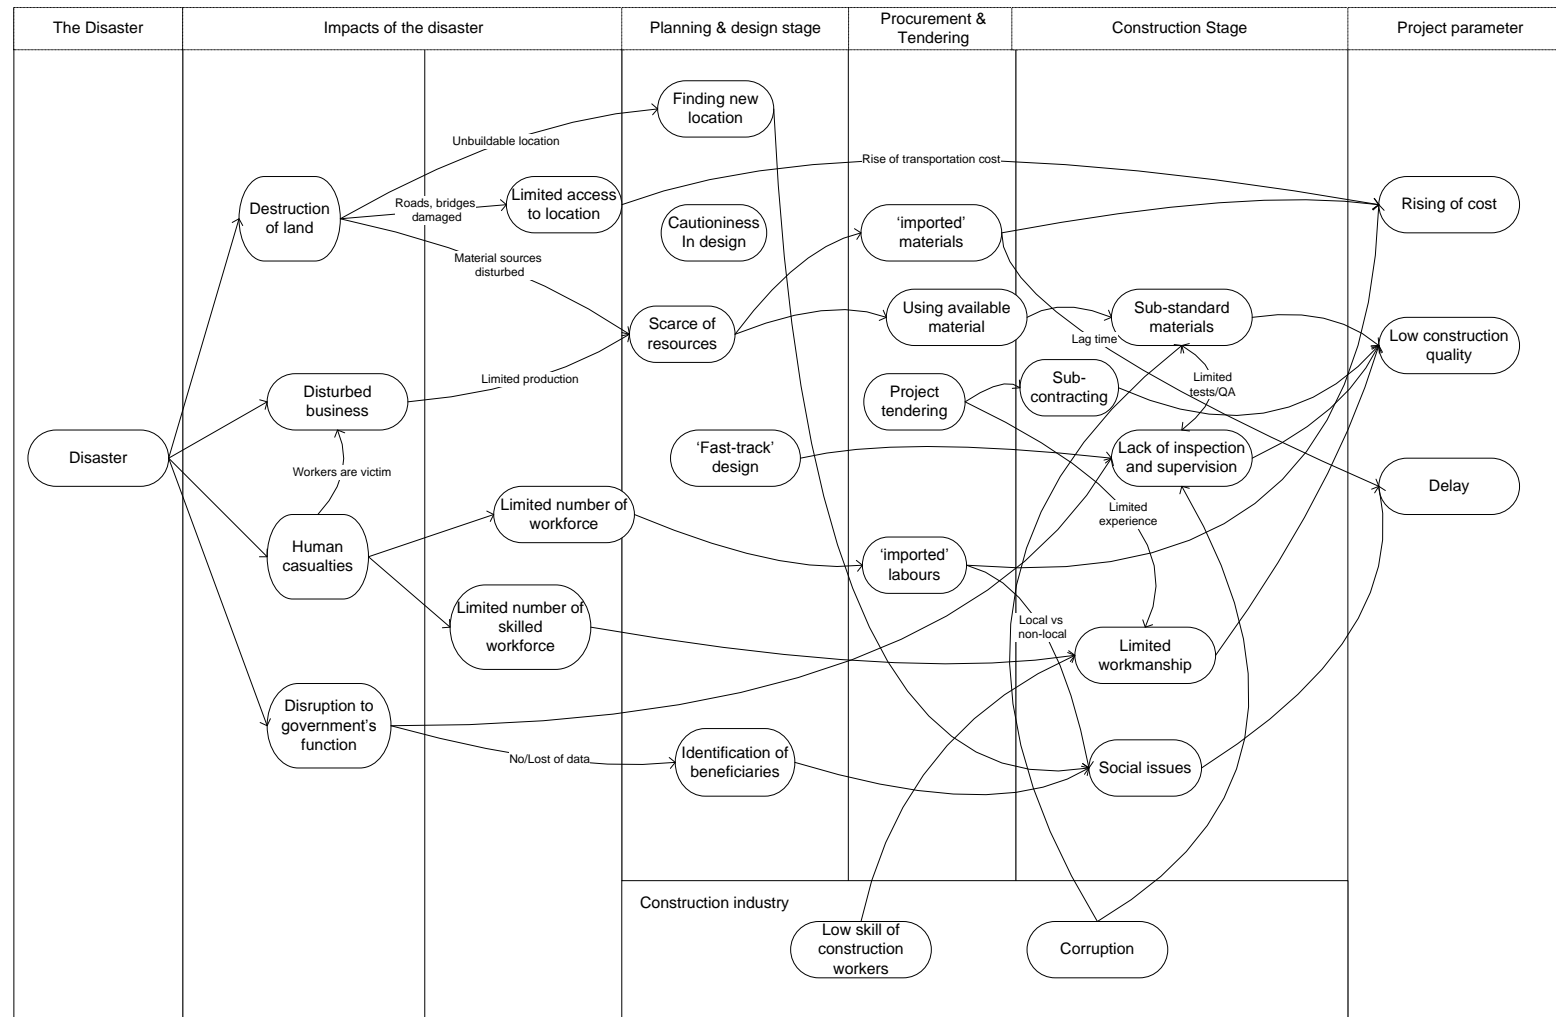 The Disaster
Impacts of the disaster
Planning & design stage
Procurement &
Tendering
Construction Stage
Project parameter
Finding new
location
Unbuildable location
Rise of transportation cost
Destruction
of land
Roads, bridges
damaged
Limited access
to location
Rising of cost
Cautioniness
In design
‘imported’
materials
Material sources
disturbed
Scarce of
resources
Using available
material
Sub-standard
materials
Lag time
Low construction
quality
Limited production
Disturbed
business
Project
tendering
Sub-
contracting
Limited
tests/QA
Disaster
Workers are victim
‘Fast-track’
design
Lack of inspection
and supervision
Delay
Limited number of
workforce
Limited
experience
Human
casualties
‘imported’
labours
Limited number of
skilled
workforce
Local vs
non-local
Limited
workmanship
Disruption to
government’s
function
No/Lost of data
Identification of
beneficiaries
Social issues
Construction industry
Low skill of
construction
workers
Corruption